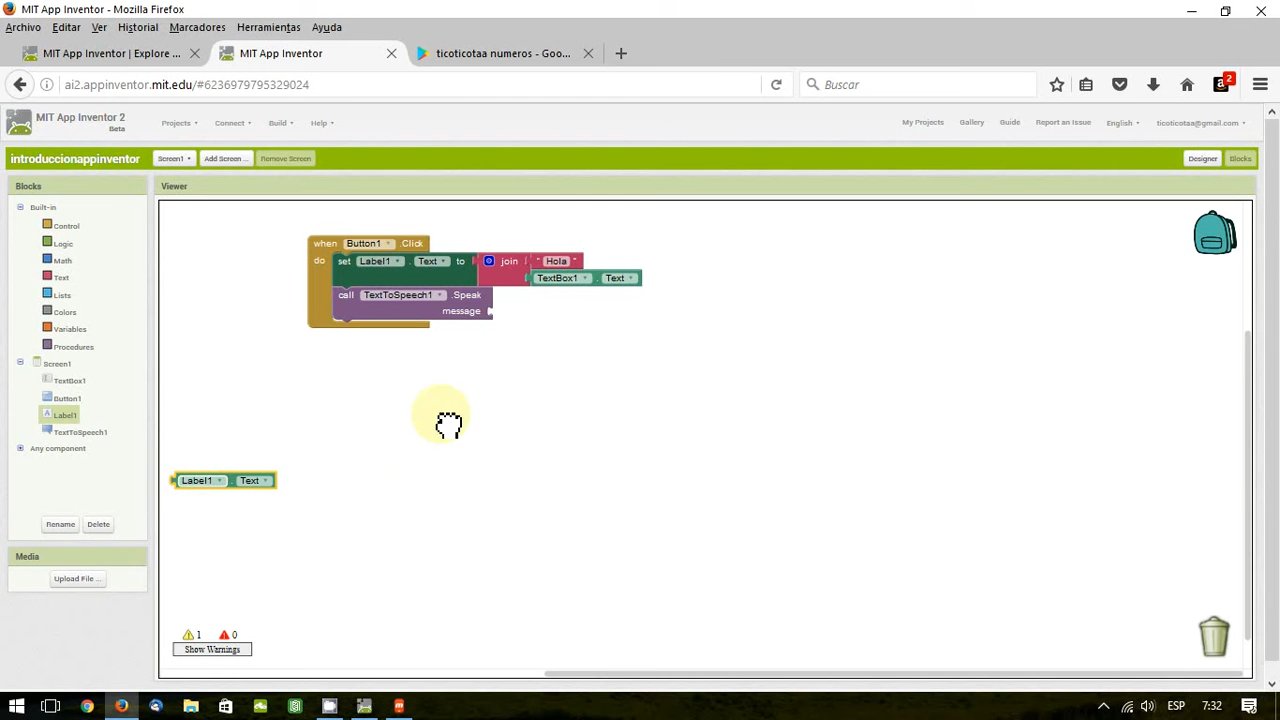 MIT App Inventor - Mozilla Firefox
Archivo Editar Ver Historial Marcadores Herramientas Ayuda
MIT App Inventor | Explore ...
MIT App Inventor
ticoticotaa numeros - Goo...
ai2.appinventor.mit.edu/#6236979795329024
Buscar
a
2
MIT App Inventor 2
Beta
Projects Connect Build Help
My Projects Gallery Guide Report an Issue English ticoticotaa@gmail.com
introduccionappinventor
Screen1 Add Screen ... Remove Screen
Designer Blocks
Blocks
Viewer
Built-in
Control
Logic
Math
Text
Lists
Colors
Variables
Procedures
Screen1
TextBox1
Button1
Label1
TextToSpeech1
Any component
Rename Delete
Media
Upload File ...
when Button1 .Click
do set Label1 . Text to join " Hola "
TextBox1 . Text
call TextToSpeech1 .Speak
message
Label1 . Text
1 0
Show Warnings
ESP 7:32